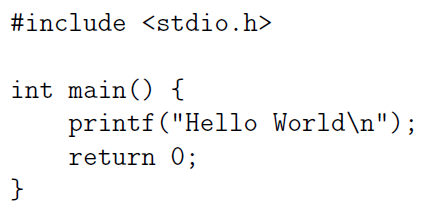 #include <stdio.h>

int main() {
    printf("Hello World\n");
    return 0;
}